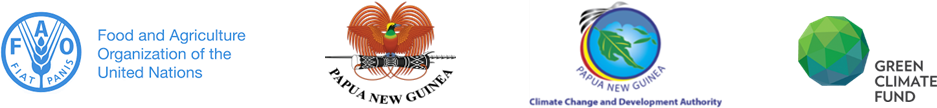 F A O
FIAT PANIS
Food and Agriculture
Organization of the
United Nations
PAPUA NEW GUINEA
PAPUA NEW GUINEA
Climate Change and Development Authority
GREEN
CLIMATE
FUND